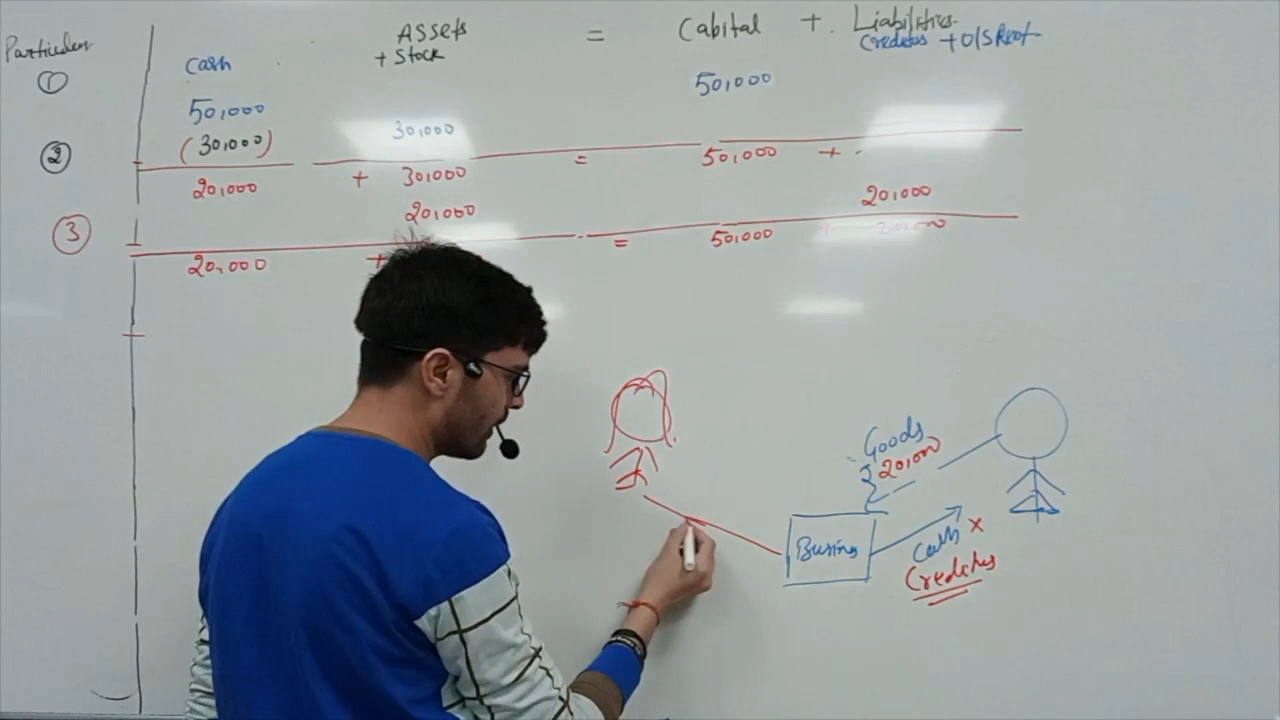 Particulars Assets = Capital + Liabilities
Cash + Stock Creditors + O/S Rent
① 50,000 50,000
② (30,000) 30,000
20,000 + 30,000 = 50,000 + -
③ 20,000 20,000
20,000 + = 50,000 + 20,000
Goods
₹ 20,000
Business
Cash ×
Creditors